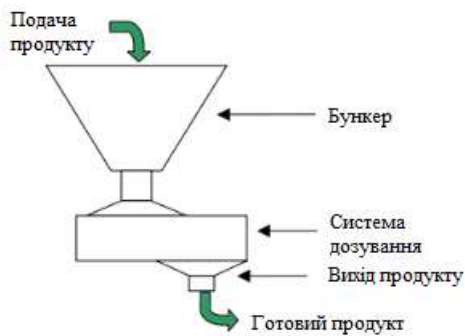 Подача
продукту
Бункер
Система
дозування
Вихід продукту
Готовий продукт